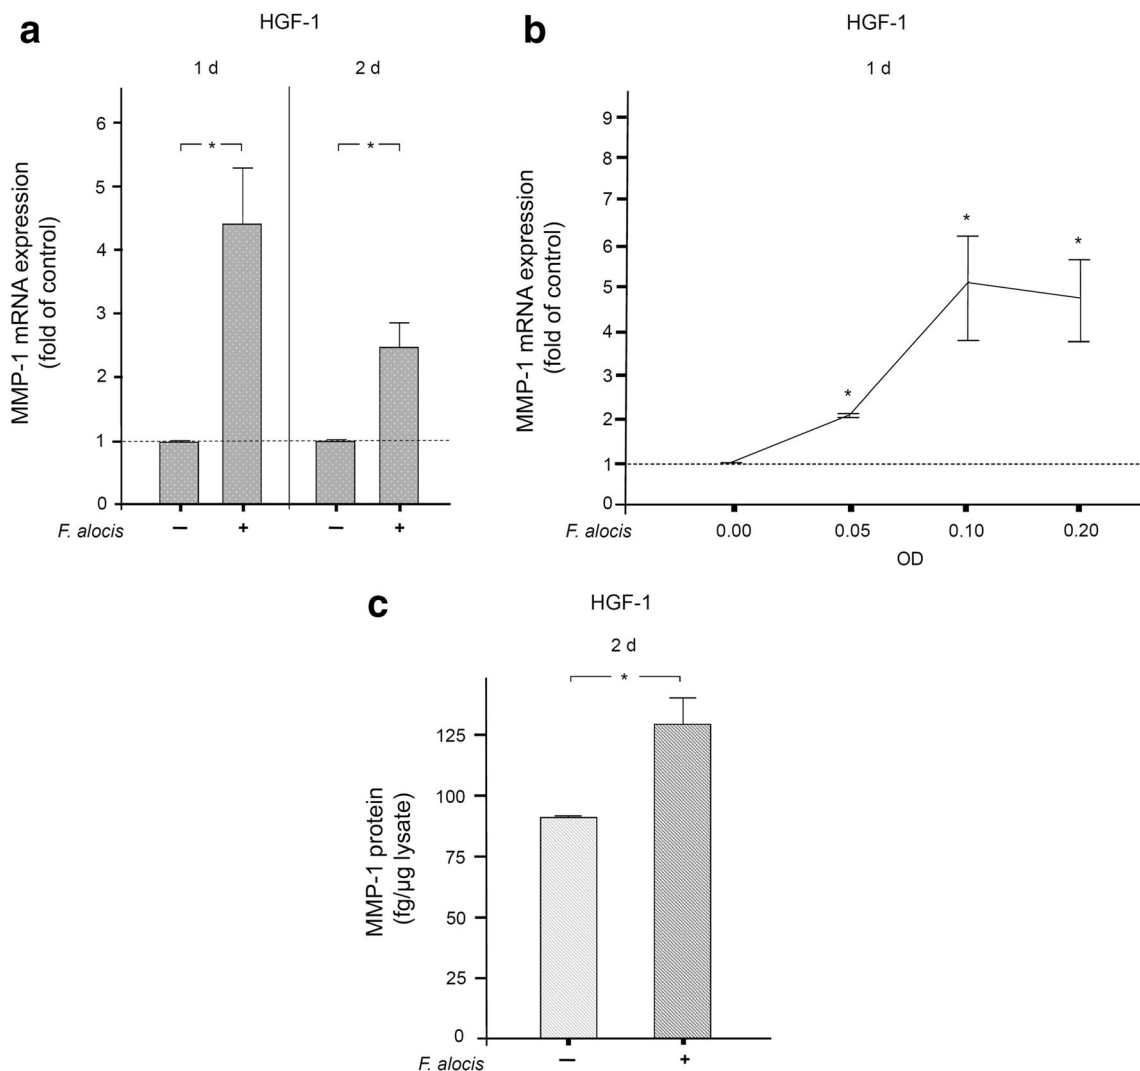 a
HGF-1
1 d
2 d
MMP-1 mRNA expression
(fold of control)
6
5
4
3
2
1
0
*
*
F. alocis
−
+
−
+
b
HGF-1
1 d
MMP-1 mRNA expression
(fold of control)
9
8
7
6
5
4
3
2
1
0
*
*
*
F. alocis
0.00
0.05
0.10
0.20
OD
c
HGF-1
2 d
MMP-1 protein
(fg/µg lysate)
125
100
75
50
25
0
*
F. alocis
−
+